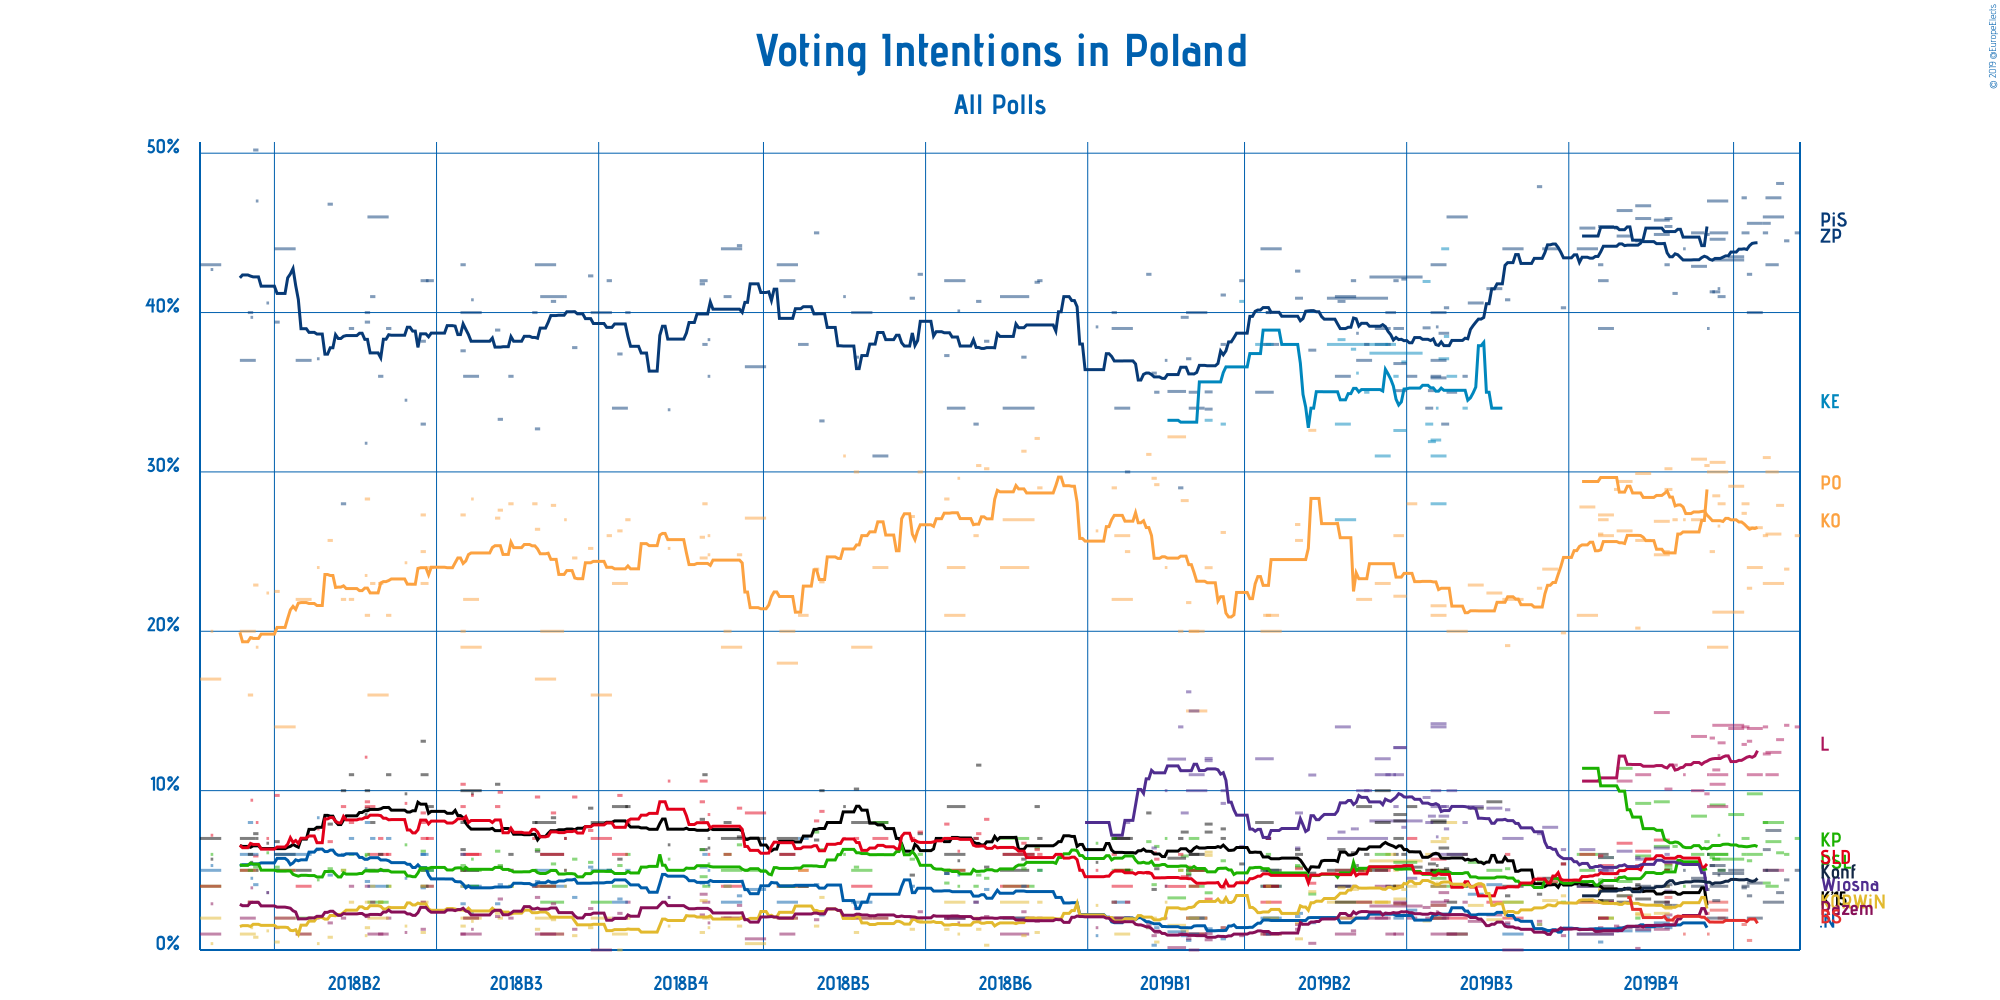 Voting Intentions in Poland
All Polls
© 2019 @EuropeElects
50%
40%
30%
20%
10%
0%
PiS
ZP
KE
PO
KO
L
KP
SLD
Konf
Wiosna
Razem
2018B2
2018B3
2018B4
2018B5
2018B6
2019B1
2019B2
2019B3
2019B4